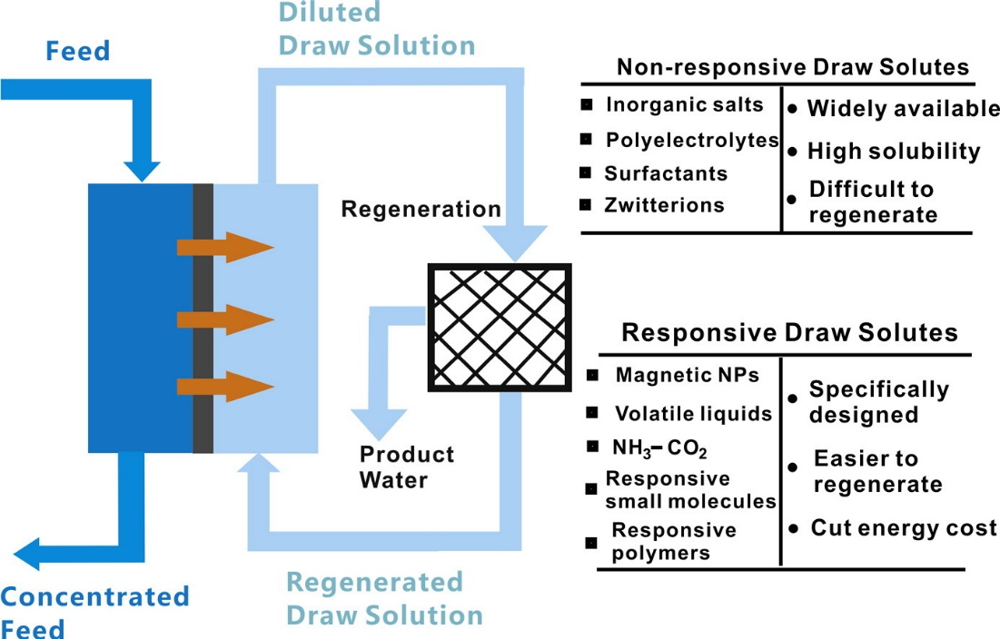 Feed
Diluted
Draw Solution
Regeneration
Product
Water
Regenerated
Draw Solution
Concentrated
Feed
Non-responsive Draw Solutes
Inorganic salts
Polyelectrolytes
Surfactants
Zwitterions
Widely available
High solubility
Difficult to
regenerate
Responsive Draw Solutes
Magnetic NPs
Volatile liquids
NH₃–CO₂
Responsive
small molecules
Responsive
polymers
Specifically
designed
Easier to
regenerate
Cut energy cost